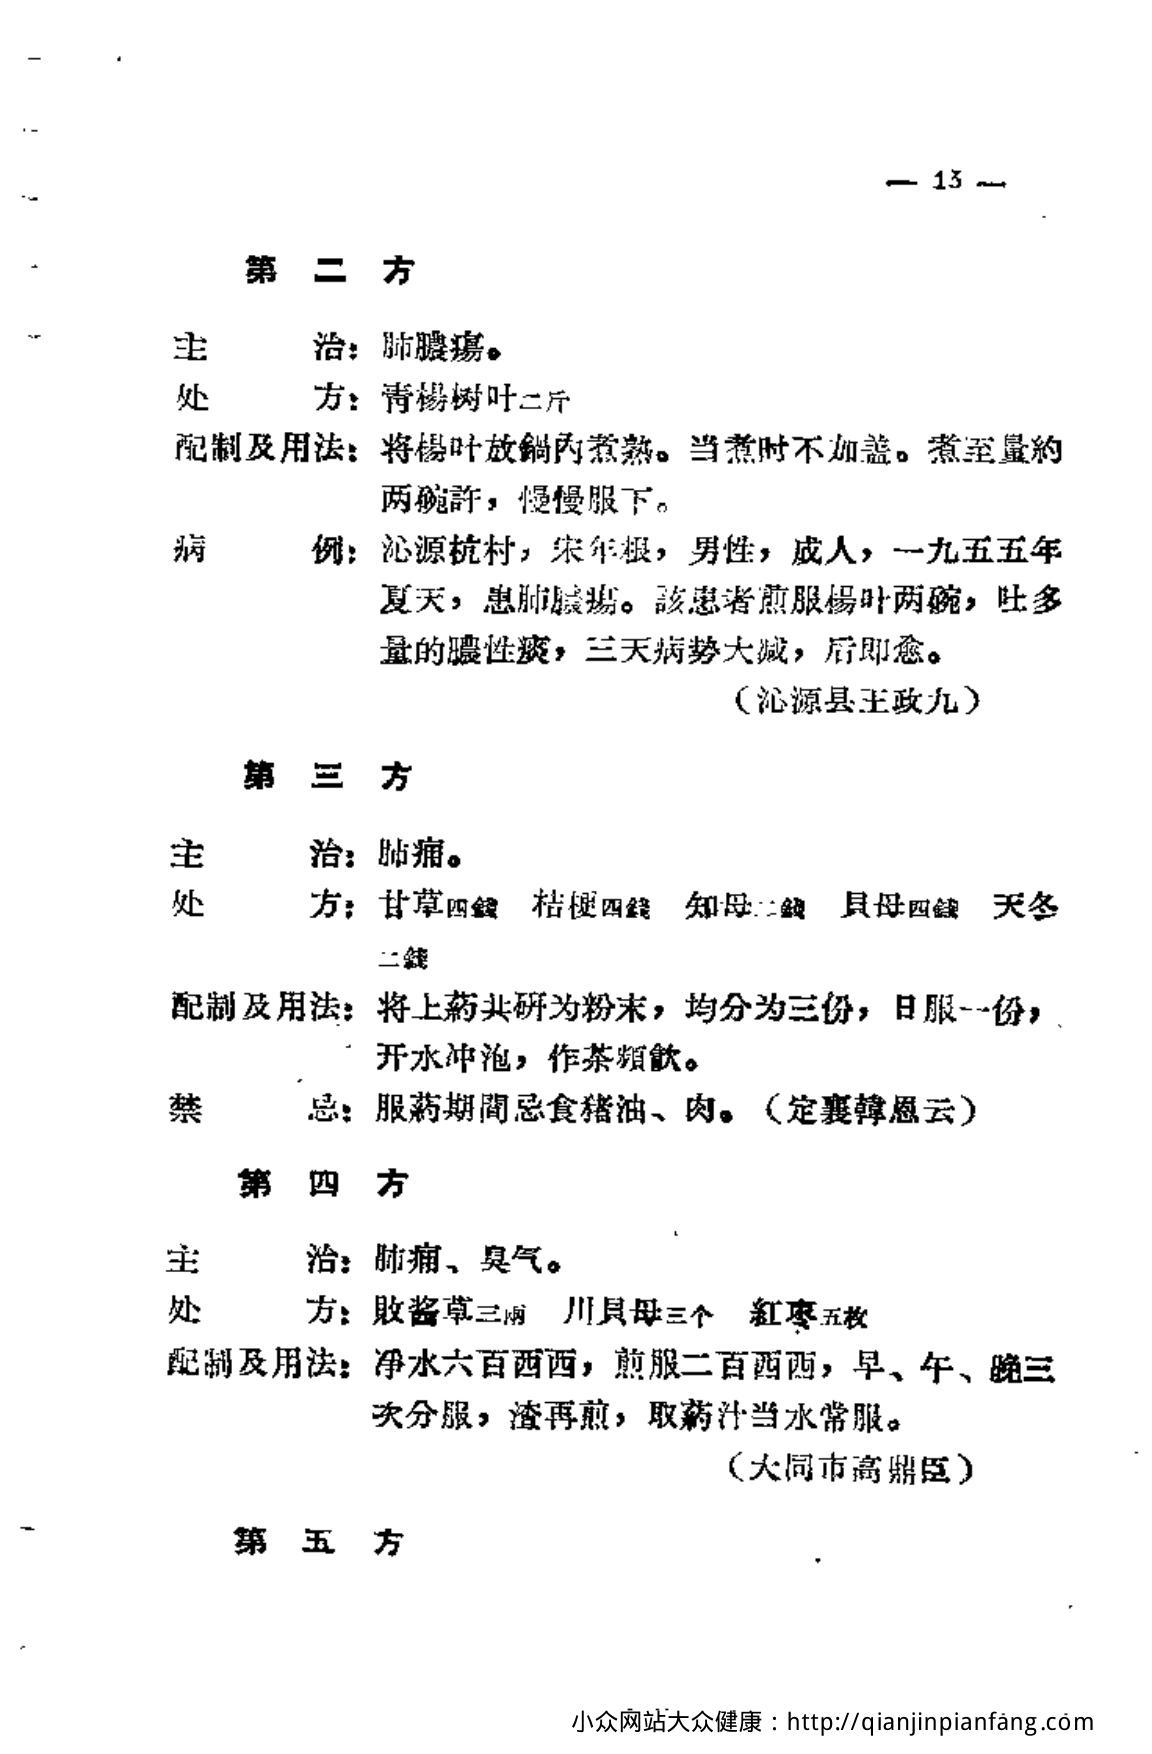 — 13 —
第二方
主治：肺膿瘍。
处方：青楊树叶二斤
配制及用法：将楊叶放鍋內煮熟。当煮时不加盖。煮至量約
两碗許，慢慢服下。
病例：沁源杭村，宋年根，男性，成人，一九五五年
夏天，患肺膿瘍。該患者煎服楊叶两碗，吐多
量的膿性痰，三天病势大减，后即愈。
（沁源县王政九）
第三方
主治：肺痈。
处方：甘草四錢 桔梗四錢 知母二錢 貝母四錢 天冬
二錢
配制及用法：将上葯共研为粉末，均分为三份，日服一份，
开水冲泡，作茶頻飲。
禁忌：服葯期間忌食猪油、肉。（定襄韓恩云）
第四方
主治：肺痈、臭气。
处方：敗酱草三兩 川貝母三个 紅枣五枚
配制及用法：凈水六百西西，煎服二百西西，早、午、晚三
次分服，渣再煎，取葯汁当水常服。
（大同市高鼎臣）
第五方
小众网站大众健康：http://qianjinpianfang.com